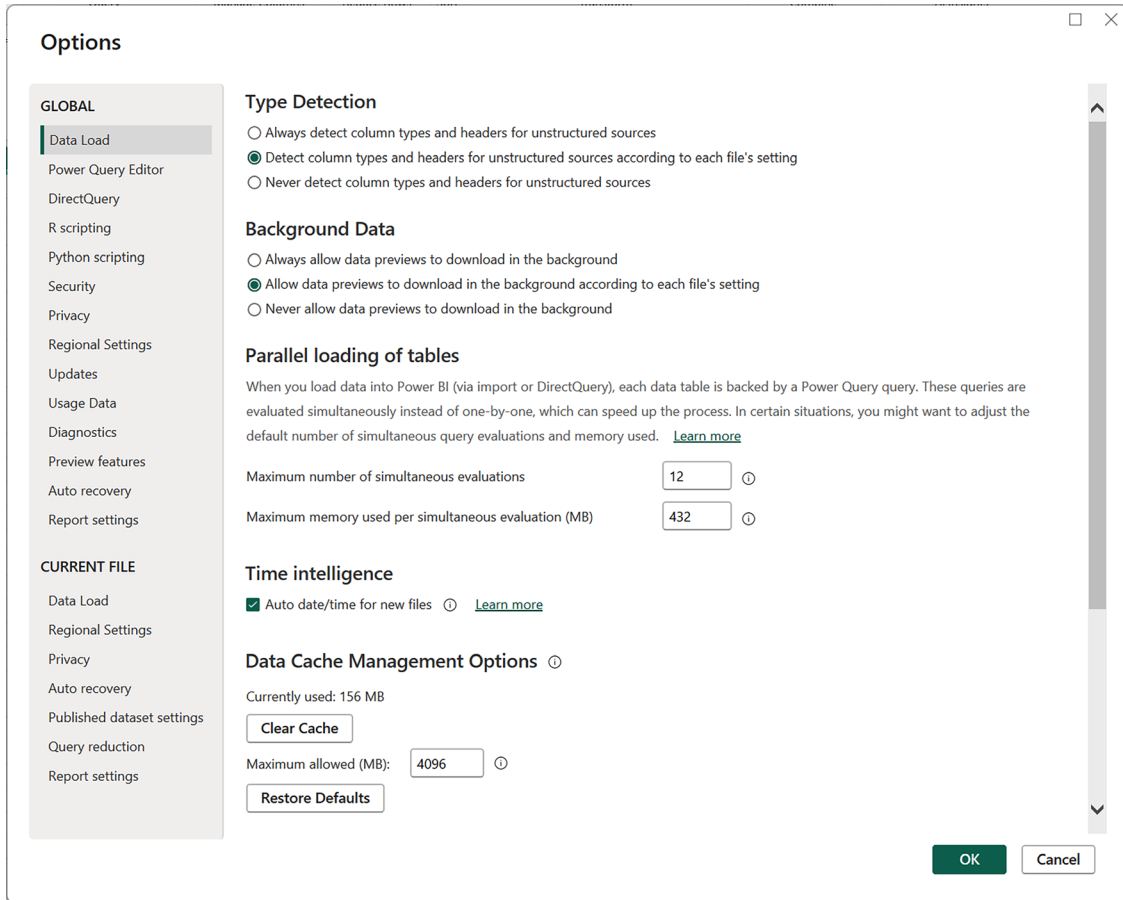 Options
GLOBAL
Data Load
Power Query Editor
DirectQuery
R scripting
Python scripting
Security
Privacy
Regional Settings
Updates
Usage Data
Diagnostics
Preview features
Auto recovery
Report settings
CURRENT FILE
Data Load
Regional Settings
Privacy
Auto recovery
Published dataset settings
Query reduction
Report settings
Type Detection
Always detect column types and headers for unstructured sources
Detect column types and headers for unstructured sources according to each file's setting
Never detect column types and headers for unstructured sources
Background Data
Always allow data previews to download in the background
Allow data previews to download in the background according to each file's setting
Never allow data previews to download in the background
Parallel loading of tables
When you load data into Power BI (via import or DirectQuery), each data table is backed by a Power Query query. These queries are
evaluated simultaneously instead of one-by-one, which can speed up the process. In certain situations, you might want to adjust the
default number of simultaneous query evaluations and memory used. Learn more
Maximum number of simultaneous evaluations 12
Maximum memory used per simultaneous evaluation (MB) 432
Time intelligence
Auto date/time for new files Learn more
Data Cache Management Options
Currently used: 156 MB
Clear Cache
Maximum allowed (MB): 4096
Restore Defaults
OK Cancel